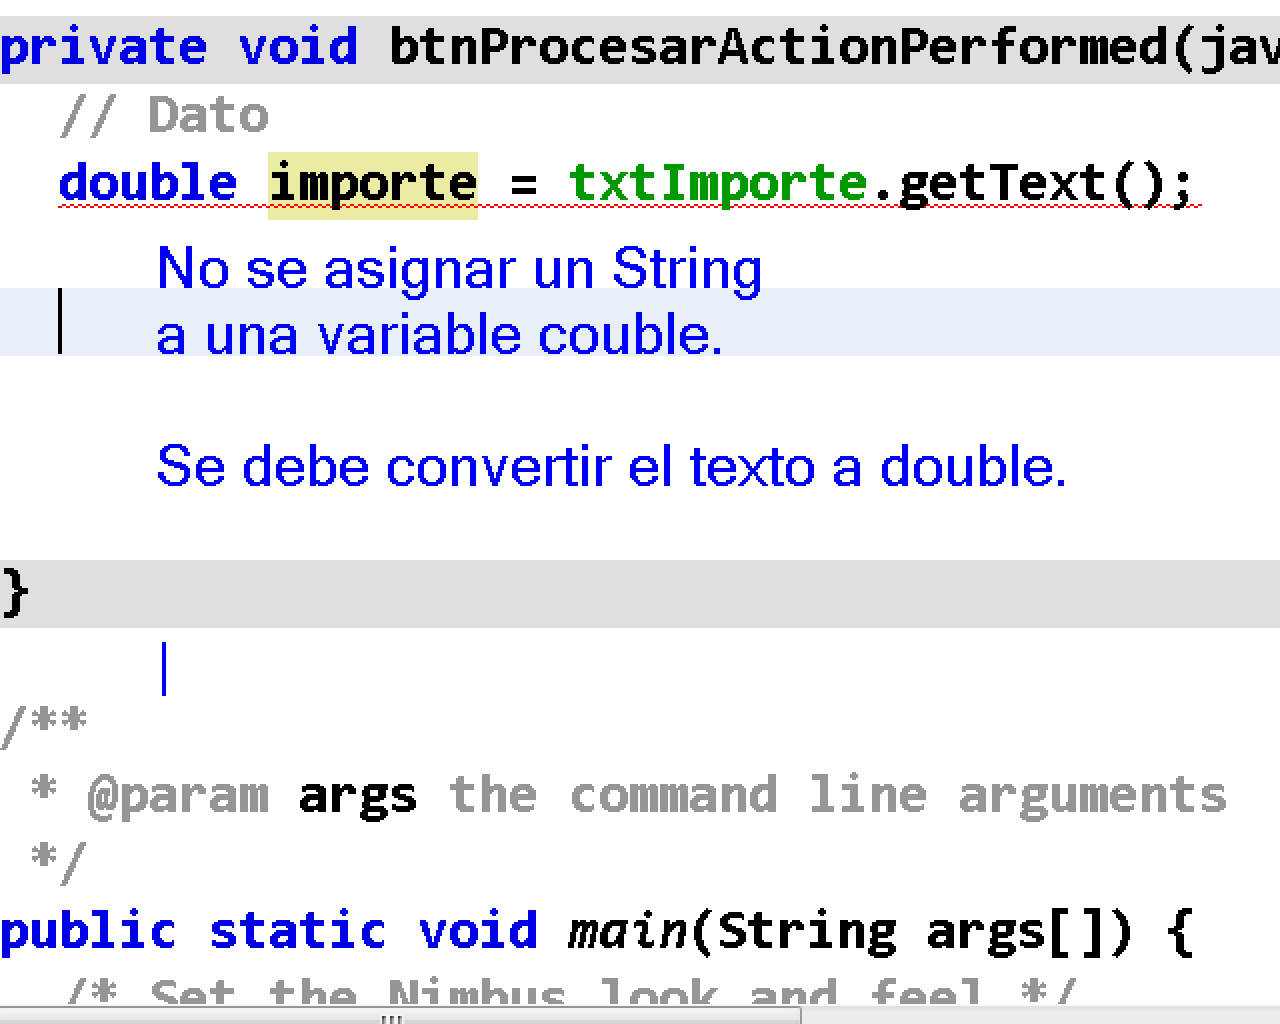 private void btnProcesarActionPerformed(jav
// Dato
double importe = txtImporte.getText();
No se asignar un String
a una variable couble.
Se debe convertir el texto a double.
}
/**
* @param args the command line arguments
*/
public static void main(String args[]) {
/* Set the Nimbus look and feel */